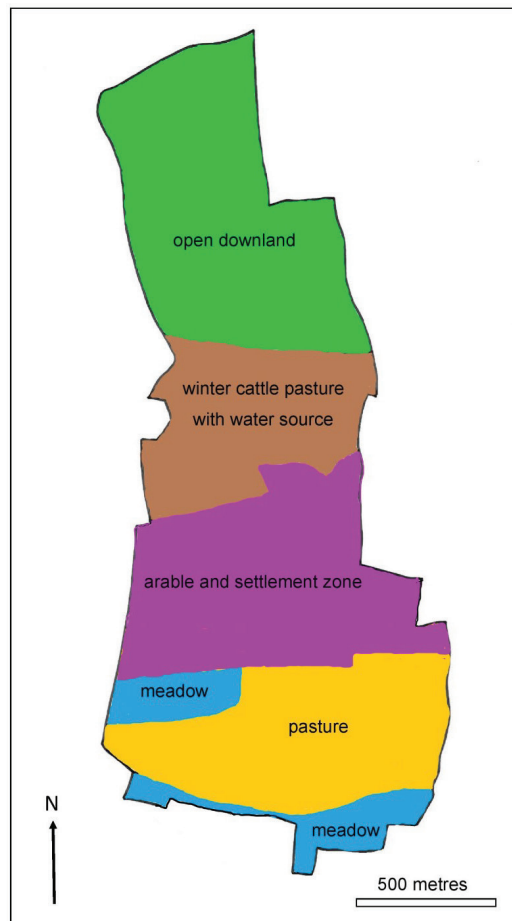 open downland
winter cattle pasture
with water source
arable and settlement zone
meadow
pasture
meadow
N
500 metres